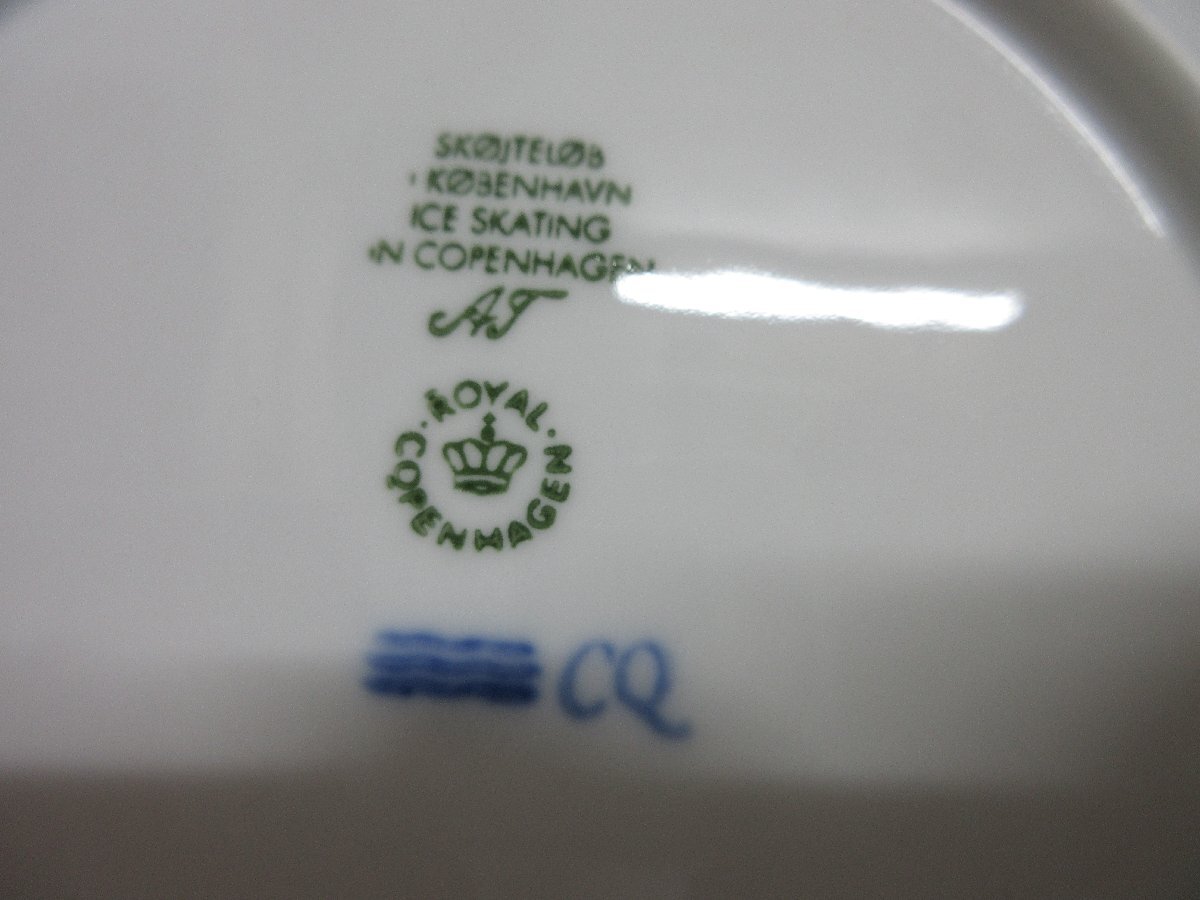 SKØJTELØB
I KØBENHAVN
ICE SKATING
IN COPENHAGEN
AT
ROYAL
COPENHAGEN
CQ